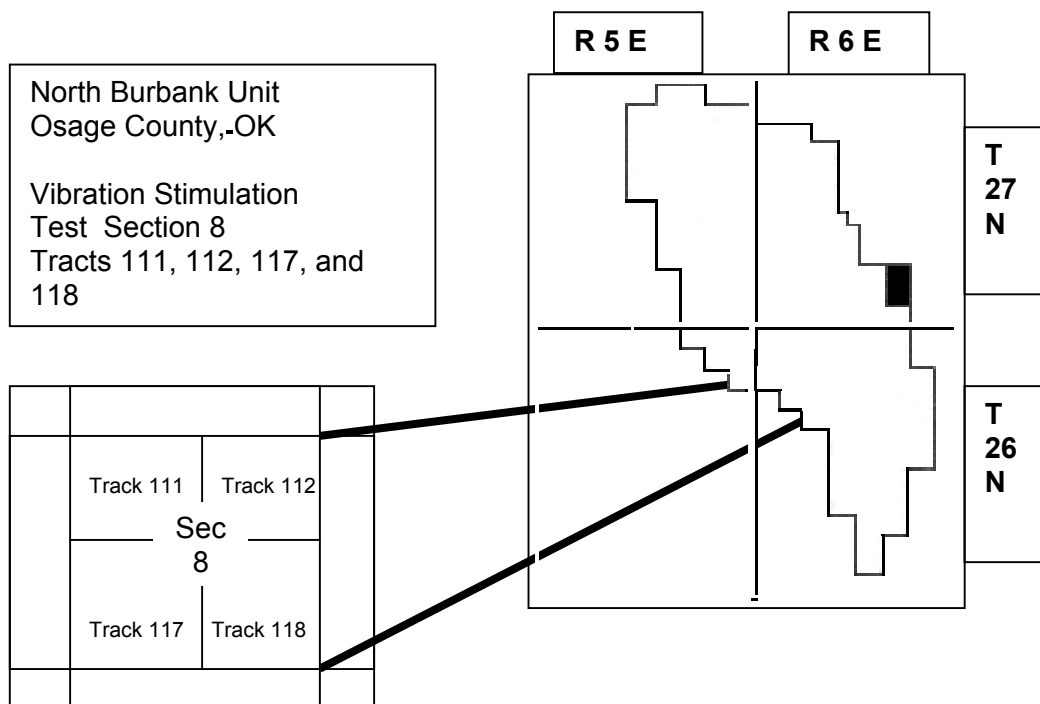 R 5 E
R 6 E
North Burbank Unit
Osage County,-OK
Vibration Stimulation
Test Section 8
Tracts 111, 112, 117, and
118
T
27
N
T
26
N
Track 111
Track 112
Sec
8
Track 117
Track 118